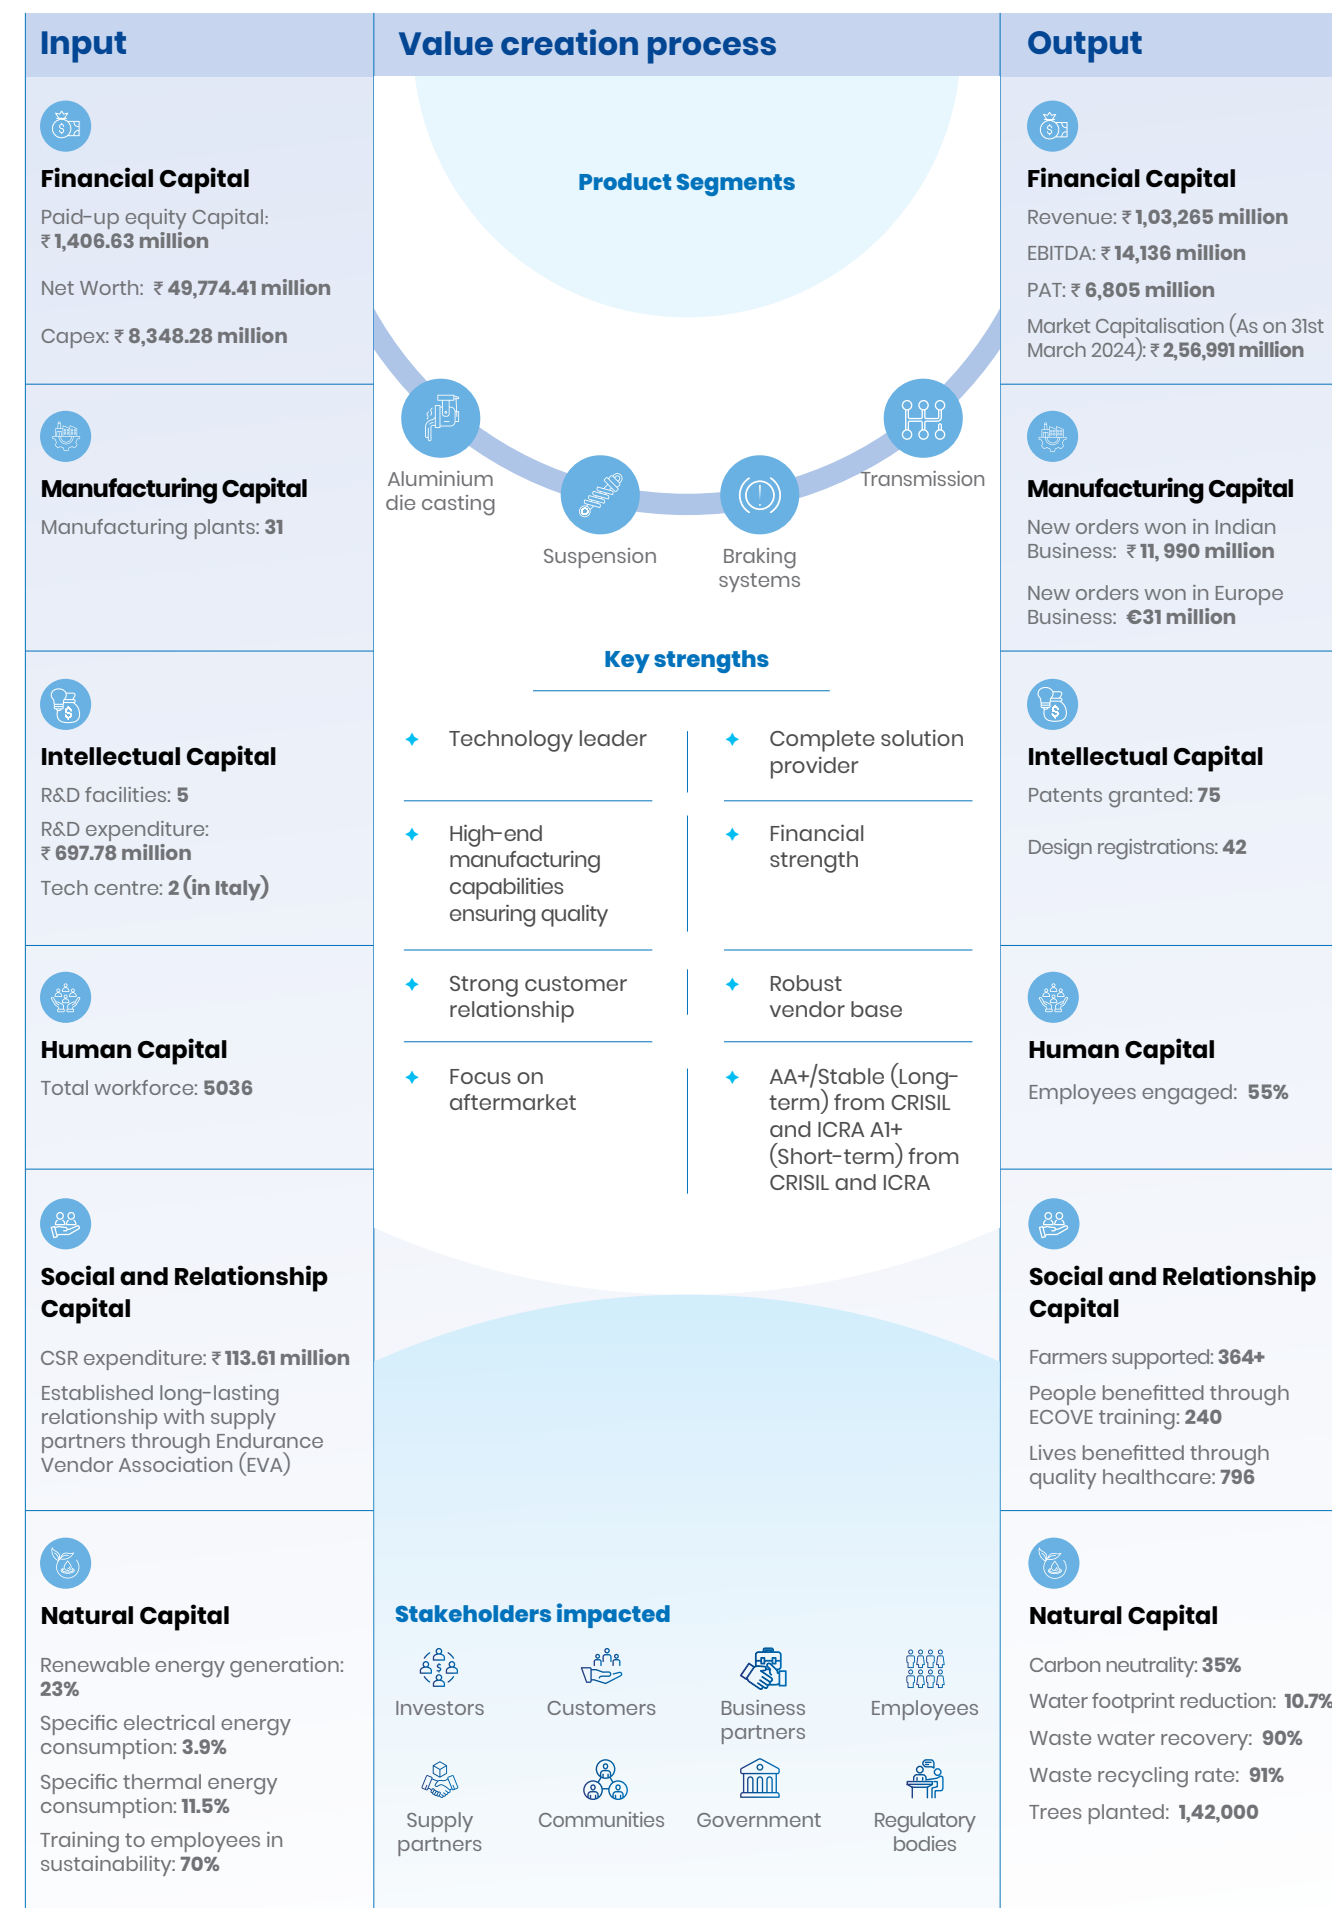 Input
Financial Capital
Paid-up equity Capital:
₹ 1,406.63 million
Net Worth: ₹ 49,774.41 million
Capex: ₹ 8,348.28 million
Manufacturing Capital
Manufacturing plants: 31
Intellectual Capital
R&D facilities: 5
R&D expenditure:
₹ 697.78 million
Tech centre: 2 (in Italy)
Human Capital
Total workforce: 5036
Social and Relationship
Capital
CSR expenditure: ₹ 113.61 million
Established long-lasting
relationship with supply
partners through Endurance
Vendor Association (EVA)
Natural Capital
Renewable energy generation:
23%
Specific electrical energy
consumption: 3.9%
Specific thermal energy
consumption: 11.5%
Training to employees in
sustainability: 70%
Value creation process
Product Segments
Aluminium
die casting
Suspension
Braking
systems
Transmission
Key strengths
Technology leader
Complete solution
provider
High-end
manufacturing
capabilities
ensuring quality
Financial
strength
Strong customer
relationship
Robust
vendor base
Focus on
aftermarket
AA+/Stable (Long-
term) from CRISIL
and ICRA A1+
(Short-term) from
CRISIL and ICRA
Stakeholders impacted
Investors
Customers
Business
partners
Employees
Supply
partners
Communities
Government
Regulatory
bodies
Output
Financial Capital
Revenue: ₹ 1,03,265 million
EBITDA: ₹ 14,136 million
PAT: ₹ 6,805 million
Market Capitalisation (As on 31st
March 2024): ₹ 2,56,991 million
Manufacturing Capital
New orders won in Indian
Business: ₹ 11, 990 million
New orders won in Europe
Business: €31 million
Intellectual Capital
Patents granted: 75
Design registrations: 42
Human Capital
Employees engaged: 55%
Social and Relationship
Capital
Farmers supported: 364+
People benefitted through
ECOVE training: 240
Lives benefitted through
quality healthcare: 796
Natural Capital
Carbon neutrality: 35%
Water footprint reduction: 10.7%
Waste water recovery: 90%
Waste recycling rate: 91%
Trees planted: 1,42,000